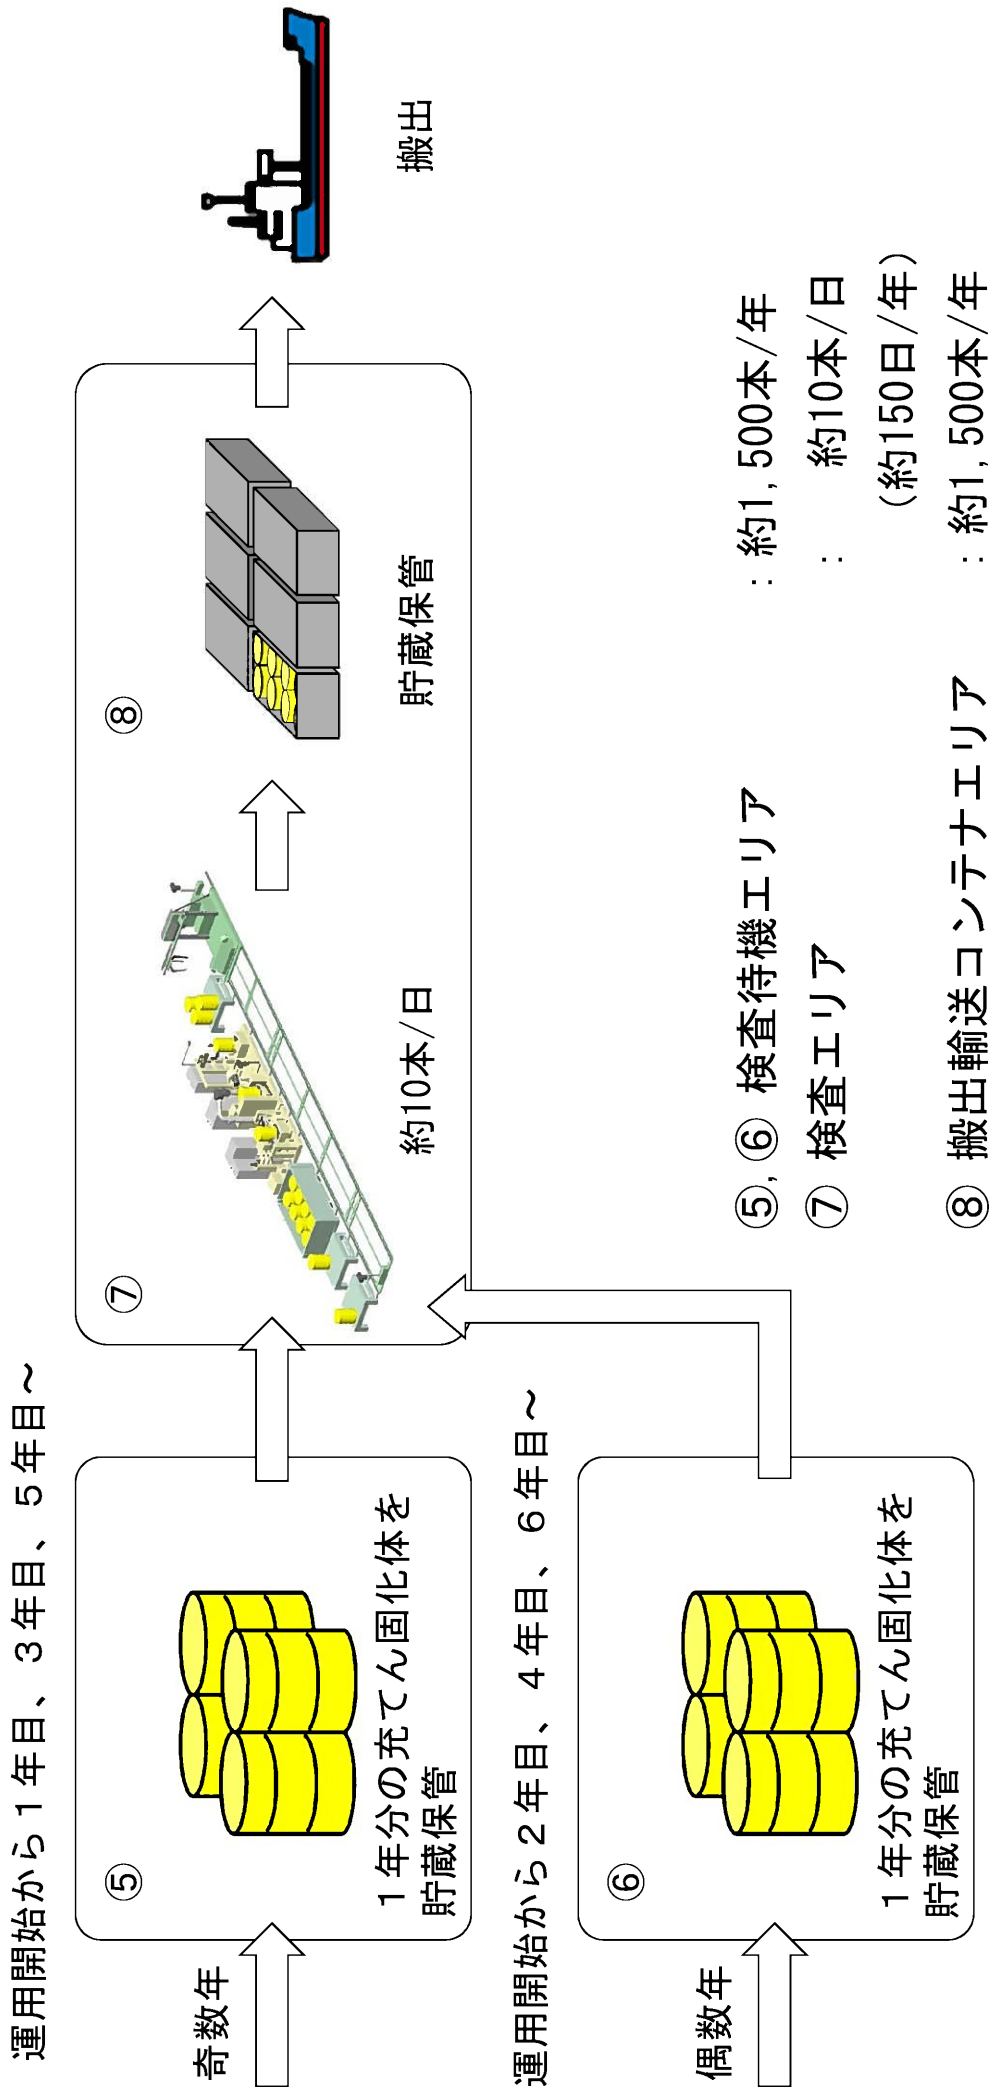 運用開始から１年目、３年目、５年目～
奇数年
⑤
１年分の充てん固化体を
貯蔵保管
⑦
約10本/日
⑧
貯蔵保管
搬出
運用開始から２年目、４年目、６年目～
偶数年
⑥
１年分の充てん固化体を
貯蔵保管
⑤,⑥ 検査待機エリア ：約1,500本/年
⑦ 検査エリア ： 約10本/日
(約150日/年)
⑧ 搬出輸送コンテナエリア ：約1,500本/年